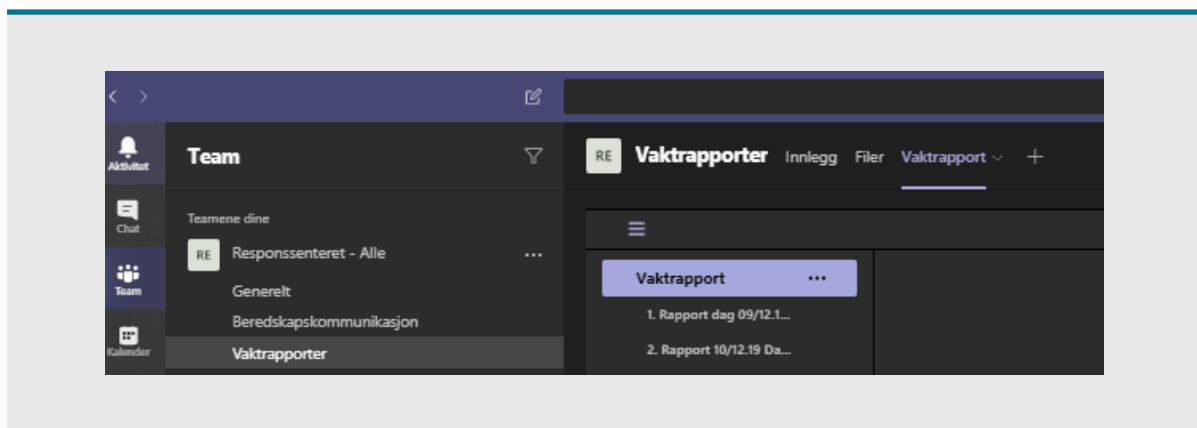 Aktivitet
Chat
Team
Kalender
Team
Teamene dine
RE Responssenteret - Alle ...
Generelt
Beredskapskommunikasjon
Vaktrapporter
RE Vaktrapporter Innlegg Filer Vaktrapport
Vaktrapport ...
1. Rapport dag 09/12.1...
2. Rapport 10/12.19 Da...